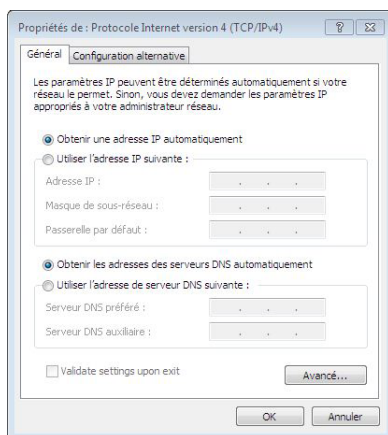 Propriétés de : Protocole Internet version 4 (TCP/IPv4)
Général
Configuration alternative
Les paramètres IP peuvent être déterminés automatiquement si votre
réseau le permet. Sinon, vous devez demander les paramètres IP
appropriés à votre administrateur réseau.
Obtenir une adresse IP automatiquement
Utiliser l'adresse IP suivante :
Adresse IP :
Masque de sous-réseau :
Passerelle par défaut :
Obtenir les adresses des serveurs DNS automatiquement
Utiliser l'adresse de serveur DNS suivante :
Serveur DNS préféré :
Serveur DNS auxiliaire :
Validate settings upon exit
Avancé...
OK
Annuler